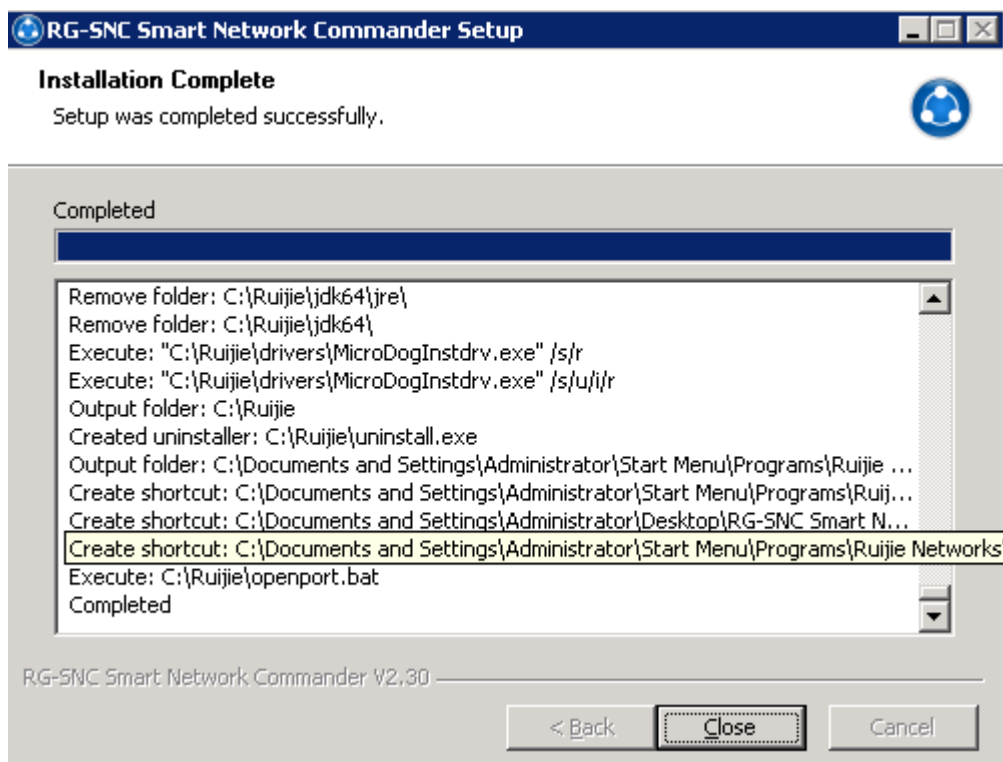 RG-SNC Smart Network Commander Setup
Installation Complete
Setup was completed successfully.
Completed
Remove folder: C:\Ruijie\jdk64\jre\
Remove folder: C:\Ruijie\jdk64\
Execute: "C:\Ruijie\drivers\MicroDogInstdrv.exe" /s/r
Execute: "C:\Ruijie\drivers\MicroDogInstdrv.exe" /s/u/i/r
Output folder: C:\Ruijie
Created uninstaller: C:\Ruijie\uninstall.exe
Output folder: C:\Documents and Settings\Administrator\Start Menu\Programs\Ruijie ...
Create shortcut: C:\Documents and Settings\Administrator\Start Menu\Programs\Ruij...
Create shortcut: C:\Documents and Settings\Administrator\Desktop\RG-SNC Smart N...
Create shortcut: C:\Documents and Settings\Administrator\Start Menu\Programs\Ruijie Networks\
Execute: C:\Ruijie\openport.bat
Completed
RG-SNC Smart Network Commander V2.30
< Back Close Cancel